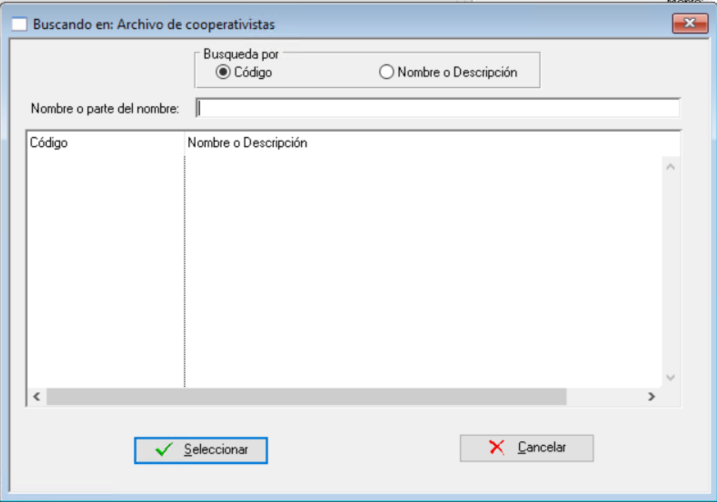 Buscando en: Archivo de cooperativistas
Busqueda por
Código Nombre o Descripción
Nombre o parte del nombre:
Código Nombre o Descripción
Seleccionar Cancelar